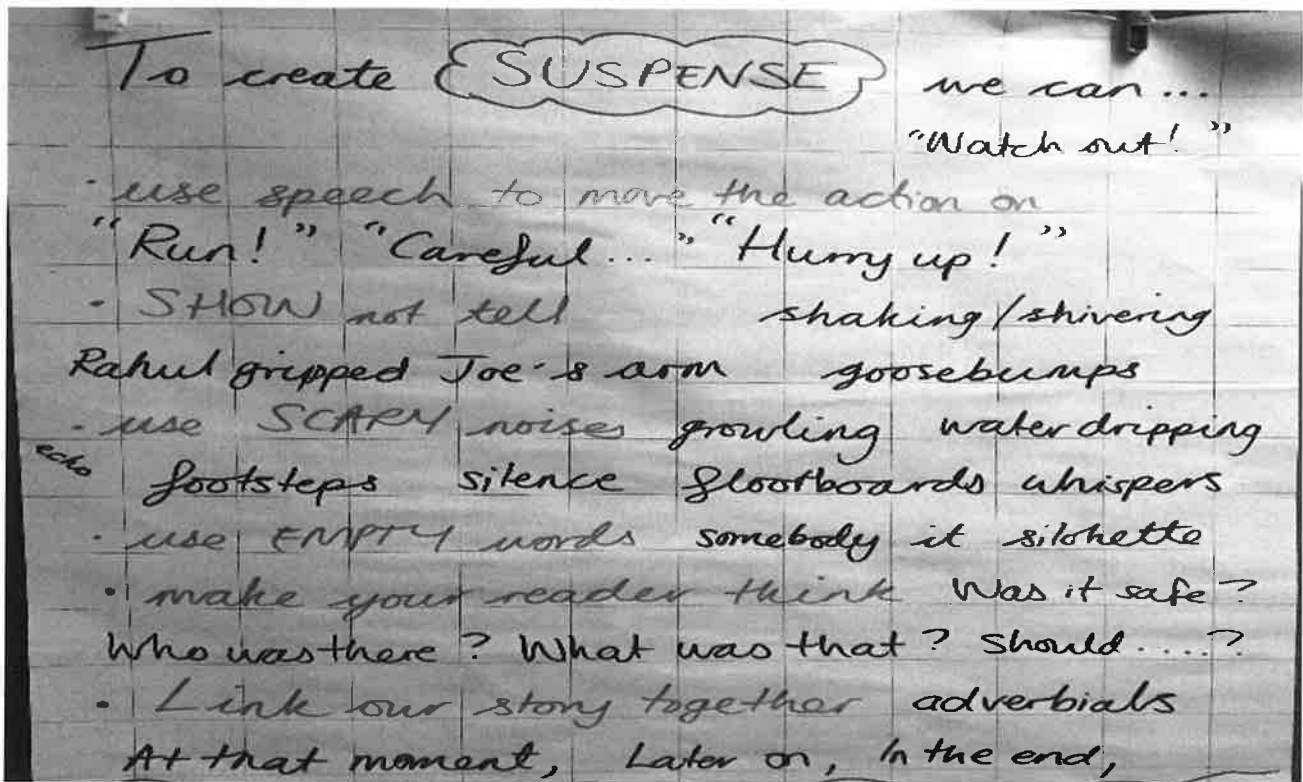 To create SUSPENSE we can...
"Watch out!"
· use speech to move the action on
"Run!" "Careful..." "Hurry up!"
· SHOW not tell shaking/shivering
Rahul gripped Joe's arm goosebumps
· use SCARY noises growling water dripping
echo footsteps silence floorboards whispers
· use EMPTY words somebody it silohette
· make your reader think Was it safe?
Who was there? What was that? Should....?
· Link our story together adverbials
At that moment, Later on, In the end,